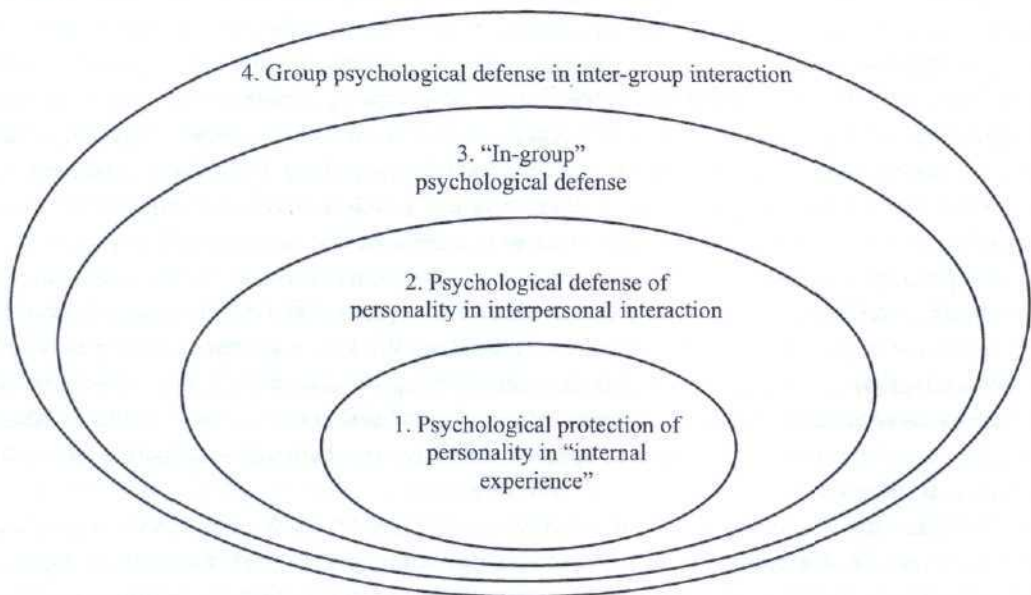 4. Group psychological defense in inter-group interaction
3. “In-group”
psychological defense
2. Psychological defense of
personality in interpersonal interaction
1. Psychological protection of
personality in “internal
experience”